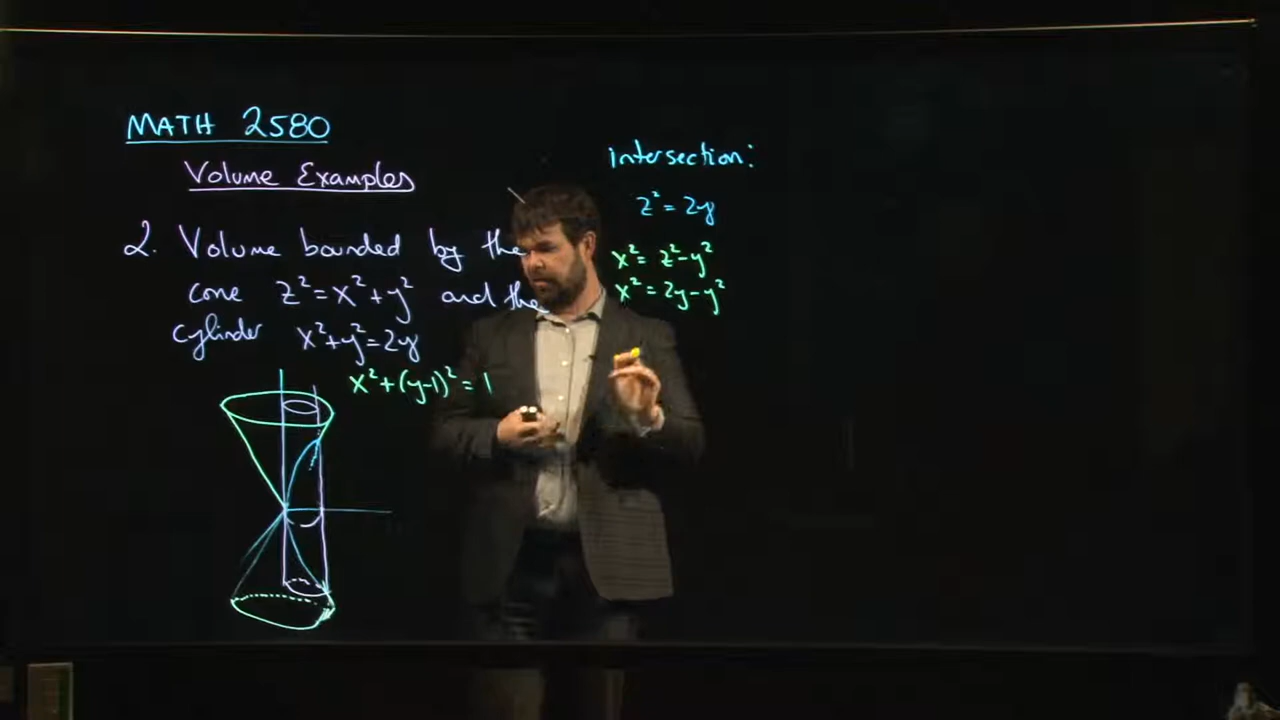 MATH 2580
Volume Examples
2. Volume bounded by the
cone z² = x² + y² and the
cylinder x² + y² = 2y
x² + (y-1)² = 1
intersection:
z² = 2y
x² = z² - y²
x² = 2y - y²